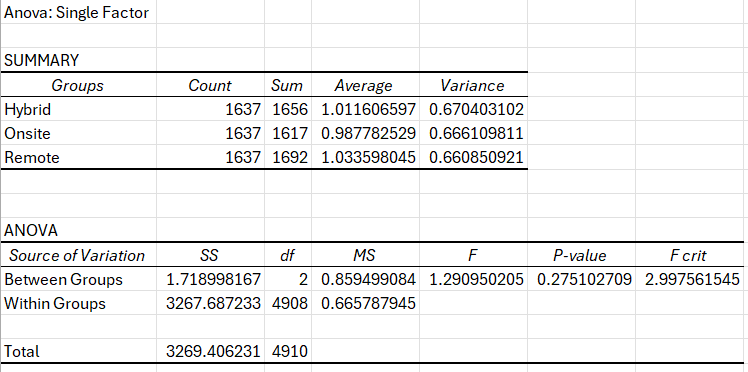 Anova: Single Factor
SUMMARY
Groups Count Sum Average Variance
Hybrid 1637 1656 1.011606597 0.670403102
Onsite 1637 1617 0.987782529 0.666109811
Remote 1637 1692 1.033598045 0.660850921
ANOVA
Source of Variation SS df MS F P-value F crit
Between Groups 1.718998167 2 0.859499084 1.290950205 0.275102709 2.997561545
Within Groups 3267.687233 4908 0.665787945
Total 3269.406231 4910